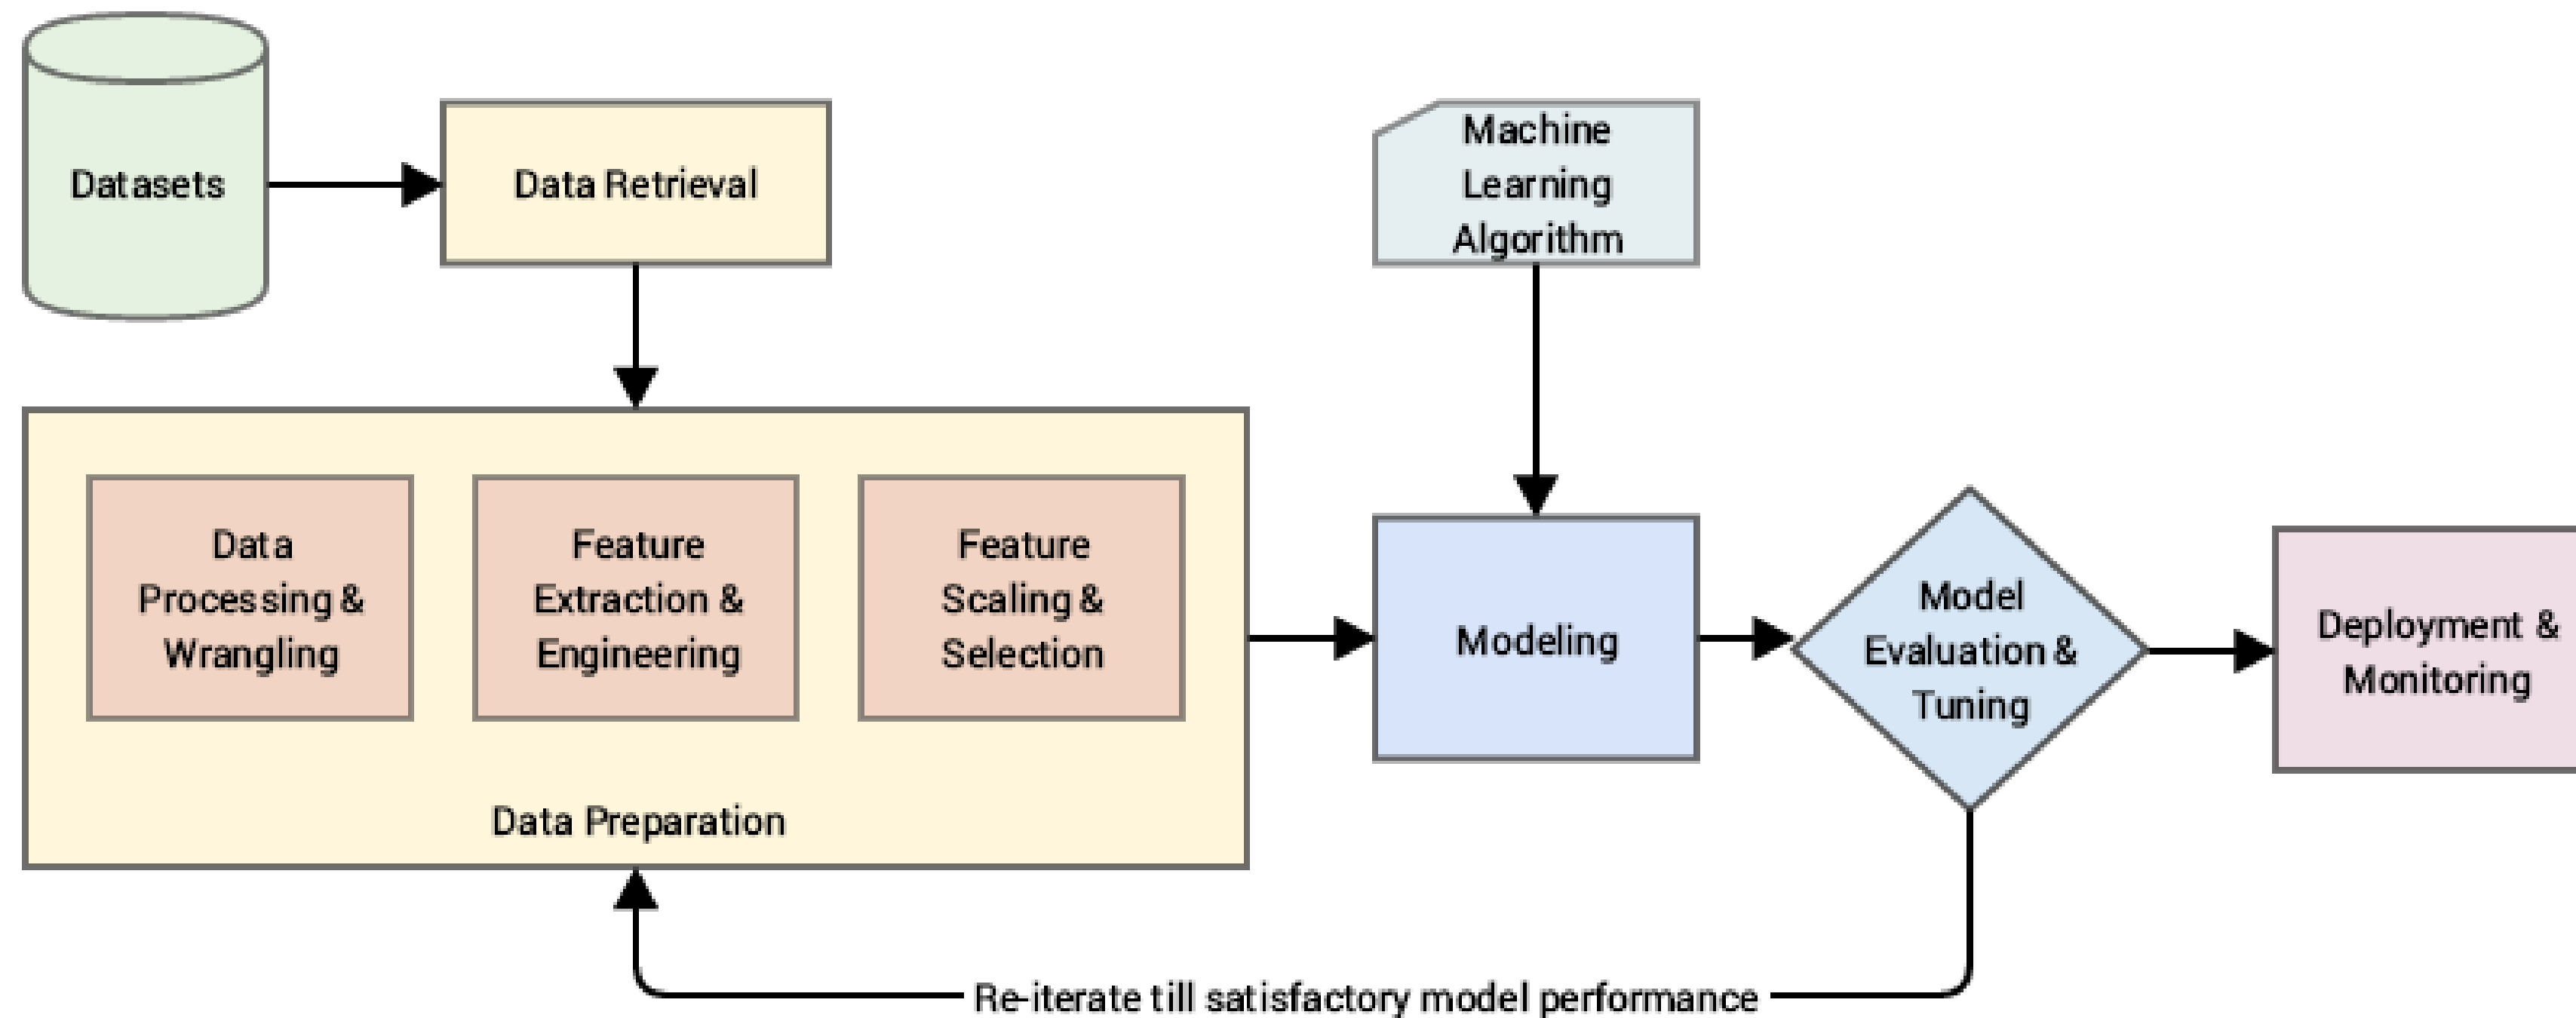 Datasets
Data Retrieval
Machine
Learning
Algorithm
Data
Processing &
Wrangling
Feature
Extraction &
Engineering
Feature
Scaling &
Selection
Data Preparation
Modeling
Model
Evaluation &
Tuning
Deployment &
Monitoring
Re-iterate till satisfactory model performance